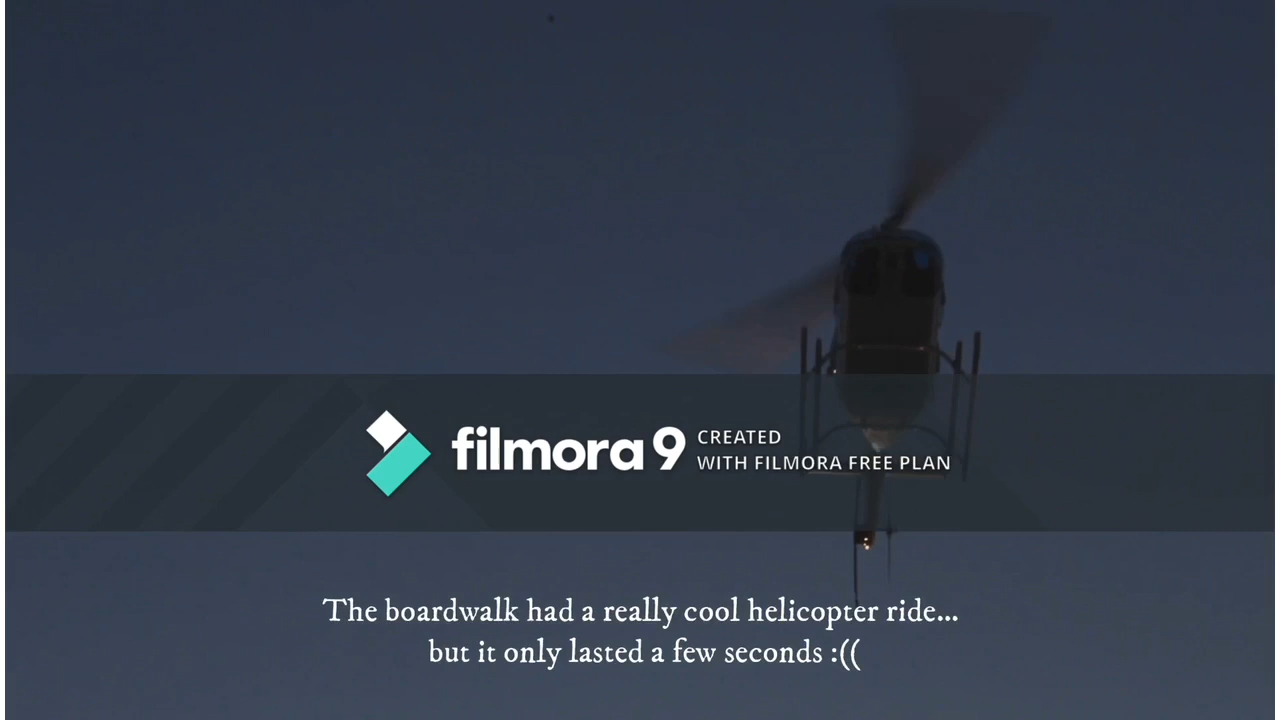 filmora9
CREATED
WITH FILMORA FREE PLAN
The boardwalk had a really cool helicopter ride...
but it only lasted a few seconds :((